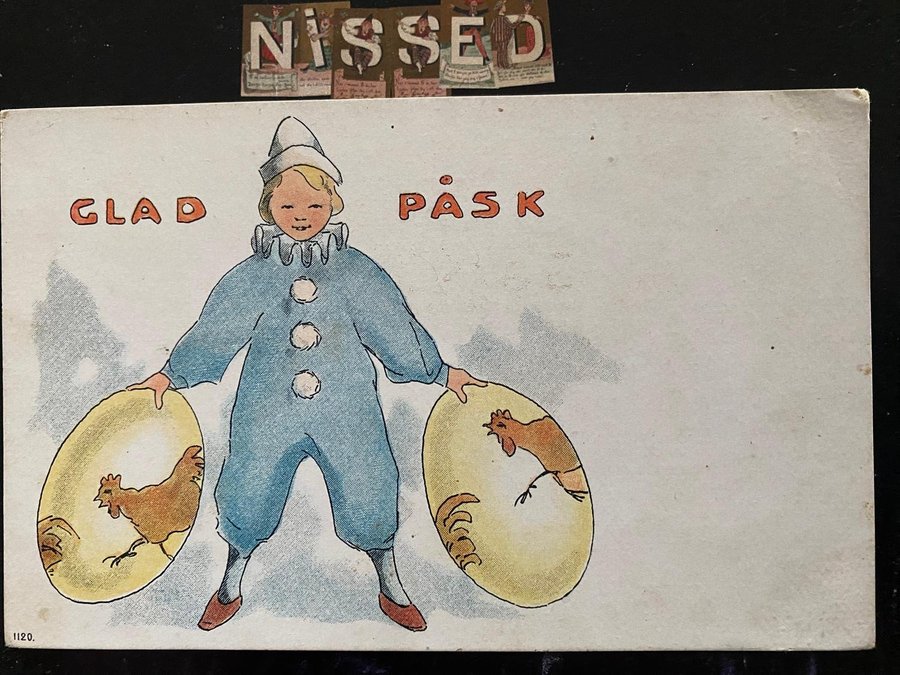 NiSSED
GLAD PÅSK
1120.